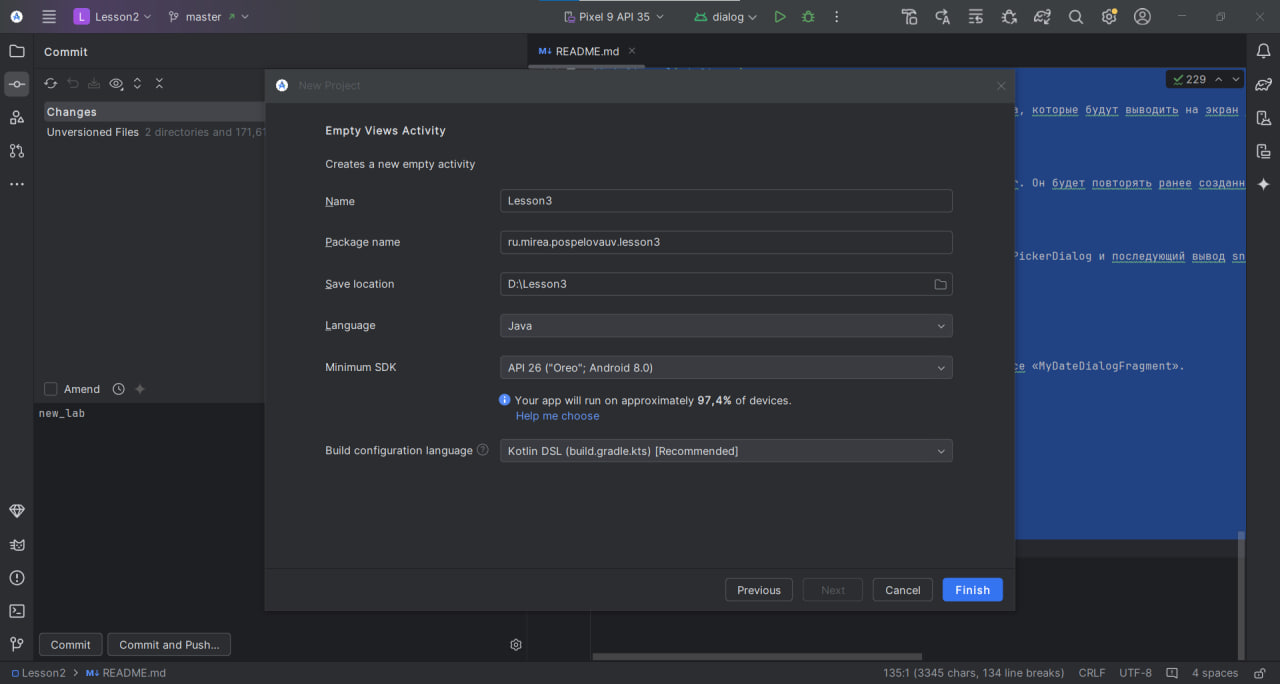 L Lesson2 master Pixel 9 API 35 dialog
Commit
M↓ README.md
New Project
229
Changes
Unversioned Files 2 directories and 171,61
Empty Views Activity
которые будут выводить на экран
Creates a new empty activity
Он будет повторять ранее созданн
Name Lesson3
Package name ru.mirea.pospelovauv.lesson3
PickerDialog и последующий вывод sn
Save location D:\Lesson3
Language Java
Minimum SDK API 26 ("Oreo"; Android 8.0)
«MyDateDialogFragment».
Amend
Your app will run on approximately 97,4% of devices.
new_lab
Help me choose
Build configuration language ? Kotlin DSL (build.gradle.kts) [Recommended]
Previous Next Cancel Finish
Commit Commit and Push...
Lesson2 > M↓ README.md 135:1 (3345 chars, 134 line breaks) CRLF UTF-8 4 spaces